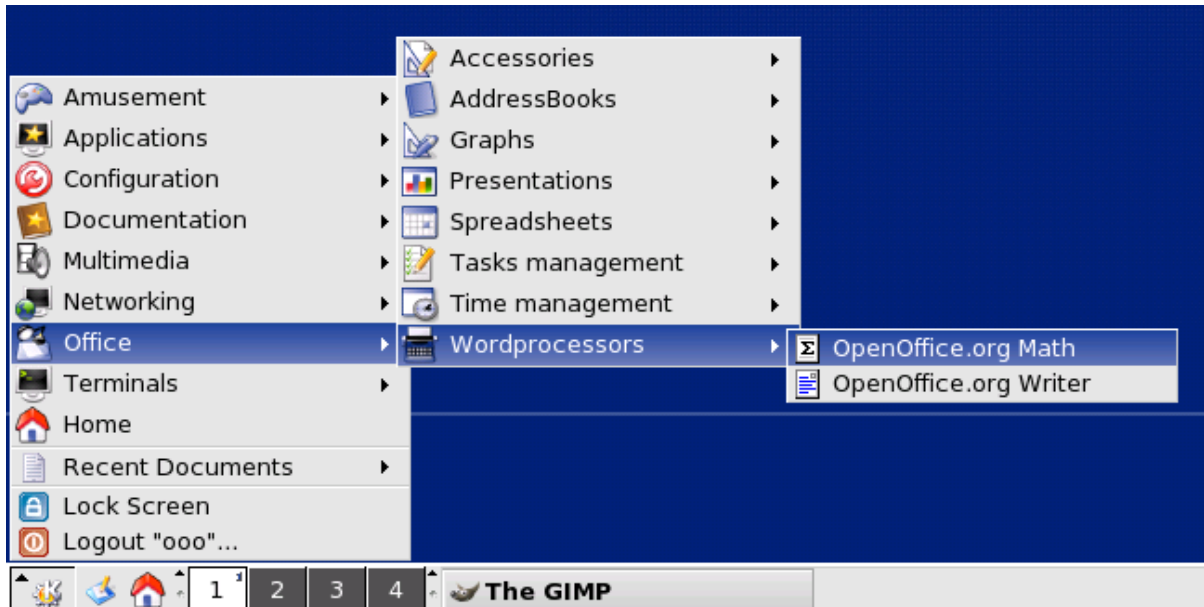 Amusement
Applications
Configuration
Documentation
Multimedia
Networking
Office
Terminals
Home
Recent Documents
Lock Screen
Logout "ooo"...
Accessories
AddressBooks
Graphs
Presentations
Spreadsheets
Tasks management
Time management
Wordprocessors
OpenOffice.org Math
OpenOffice.org Writer
1 2 3 4 The GIMP